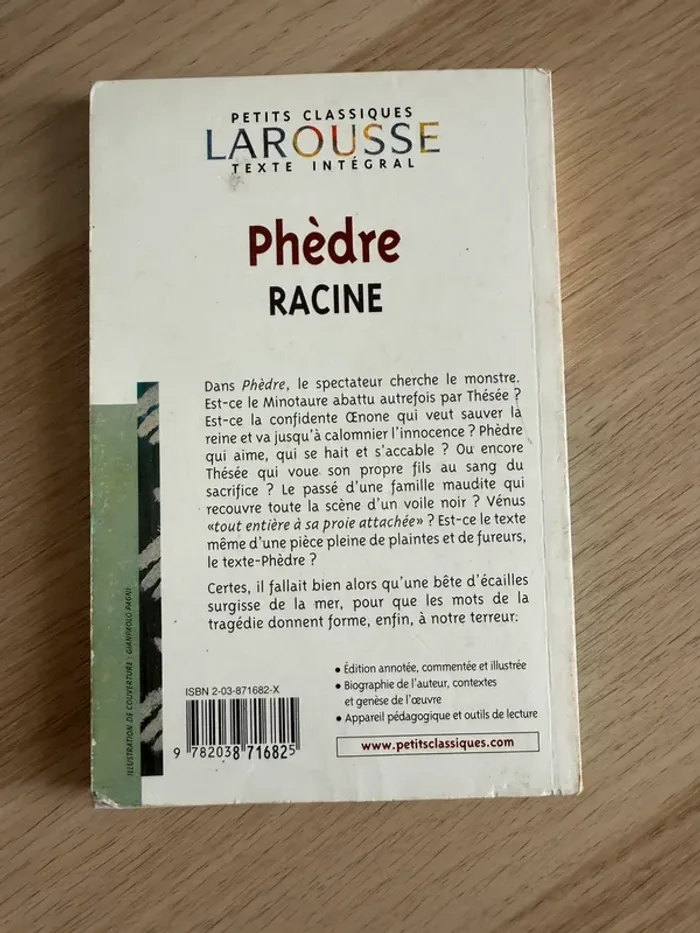 PETITS CLASSIQUES
LAROUSSE
TEXTE INTÉGRAL
Phèdre
RACINE
Dans Phèdre, le spectateur cherche le monstre.
Est-ce le Minotaure abattu autrefois par Thésée ?
Est-ce la confidente Œnone qui veut sauver la
reine et va jusqu'à calomnier l'innocence ? Phèdre
qui aime, qui se hait et s'accable ? Ou encore
Thésée qui voue son propre fils au sang du
sacrifice ? Le passé d'une famille maudite qui
recouvre toute la scène d'un voile noir ? Vénus
«tout entière à sa proie attachée» ? Est-ce le texte
même d'une pièce pleine de plaintes et de fureurs,
le texte-Phèdre ?
Certes, il fallait bien alors qu'une bête d'écailles
surgisse de la mer, pour que les mots de la
tragédie donnent forme, enfin, à notre terreur.
• Édition annotée, commentée et illustrée
• Biographie de l'auteur, contextes
et genèse de l'œuvre
• Appareil pédagogique et outils de lecture
www.petitsclassiques.com
ISBN 2-03-871682-X
9 782038 716825
ILLUSTRATION DE COUVERTURE : GIANPAOLO PAGNI